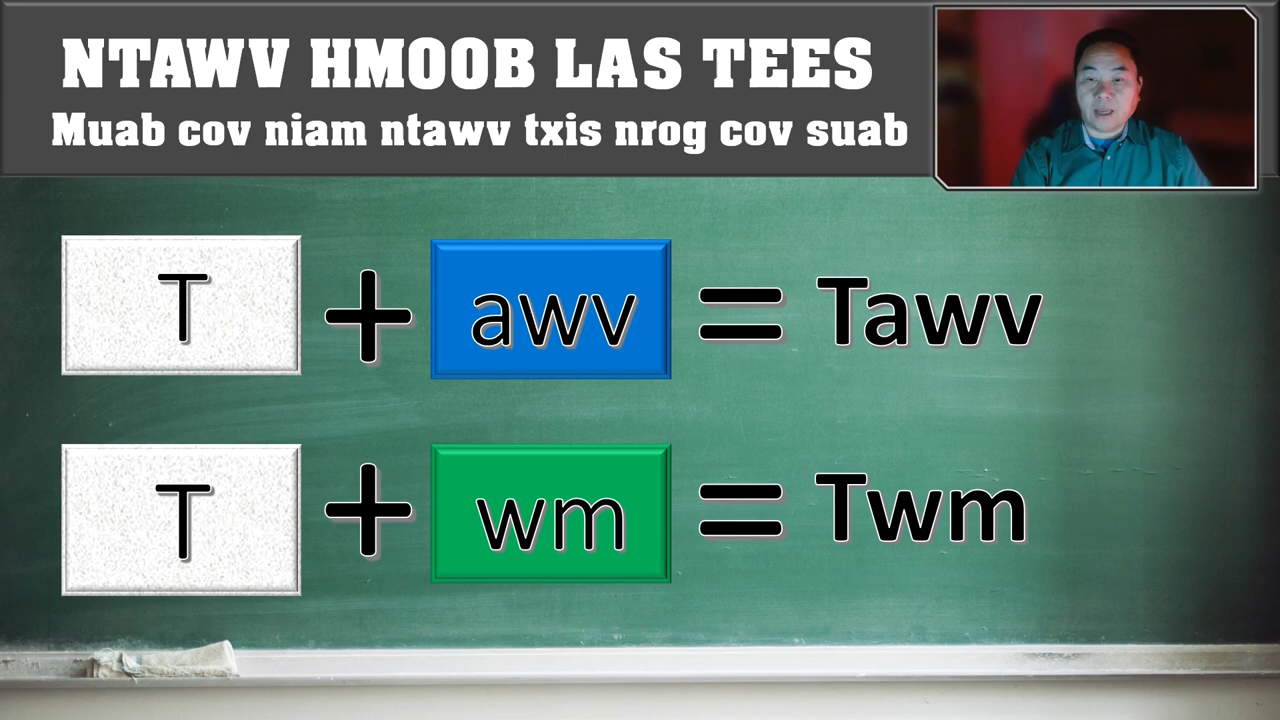 NTAWV HMOOB LAS TEES
Muab cov niam ntawv txis nrog cov suab
T + awv = Tawv
T + wm = Twm